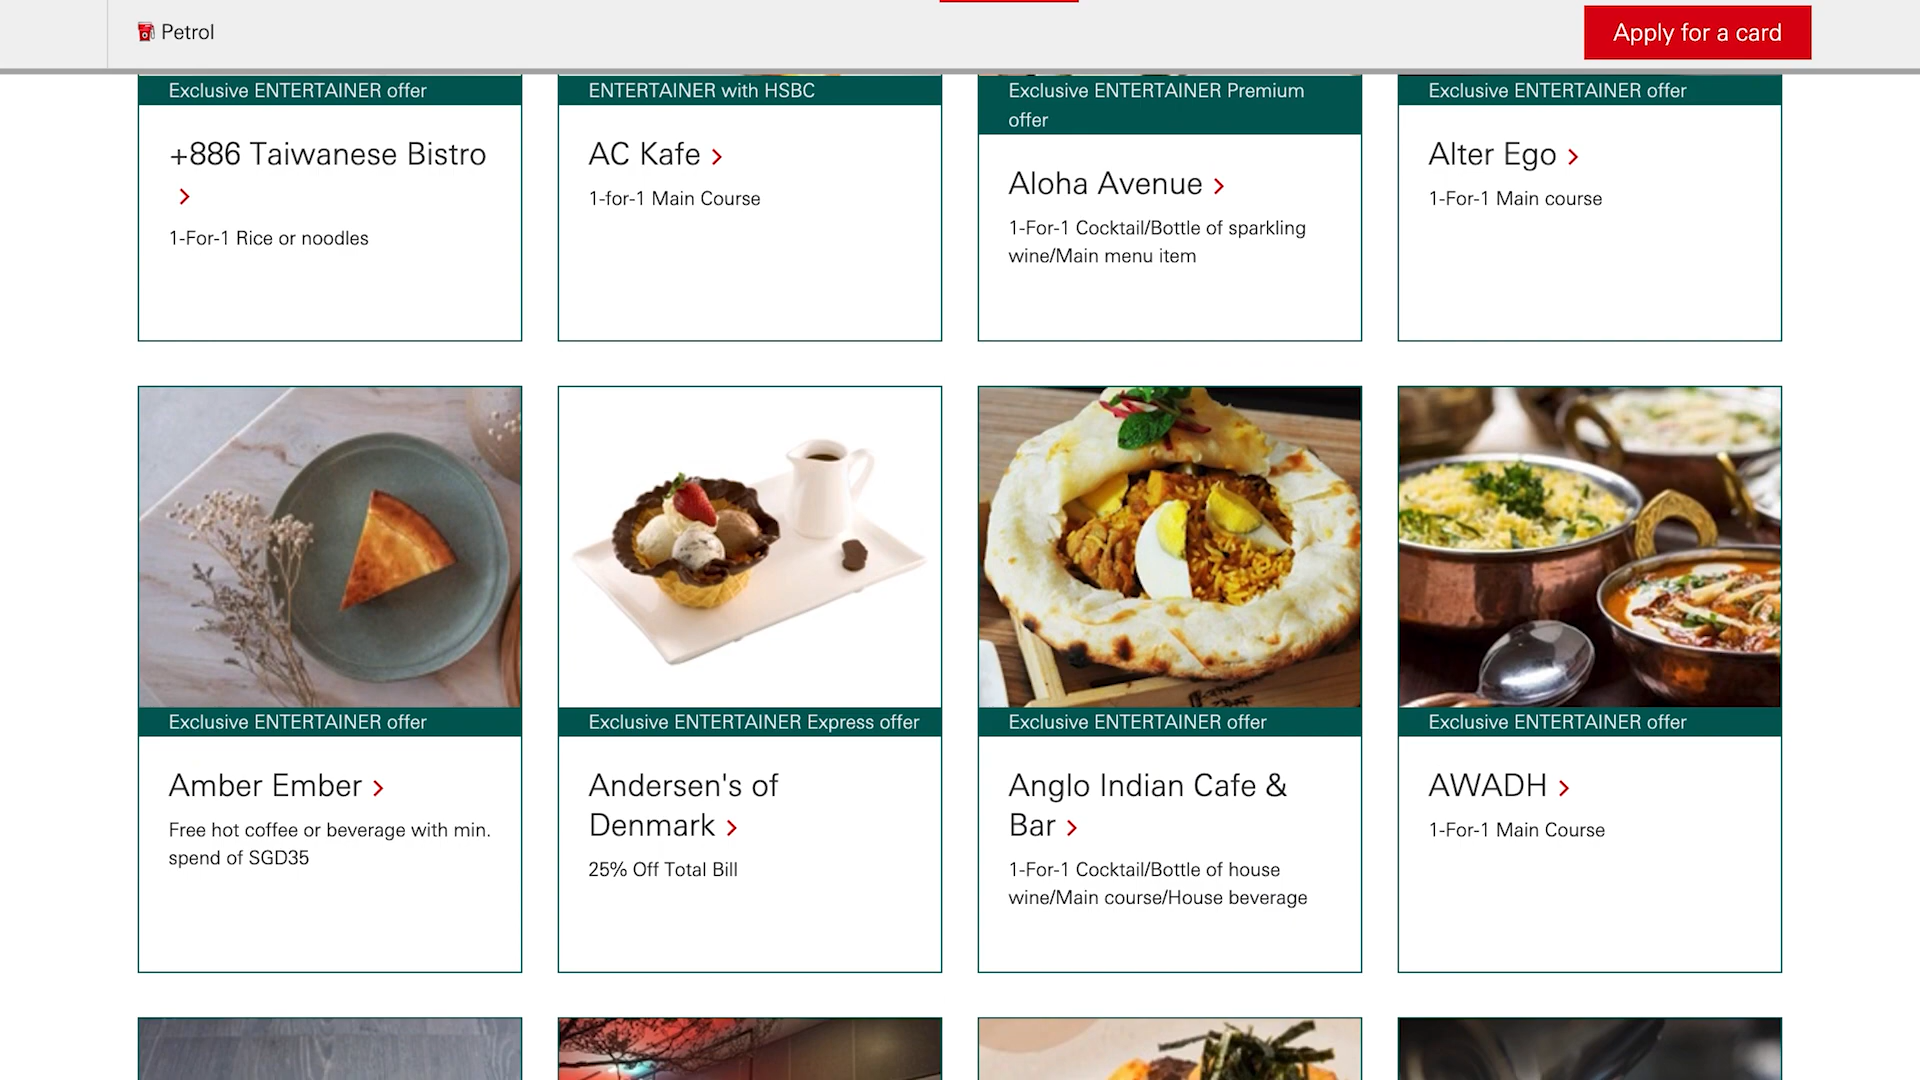 Petrol
Apply for a card
Exclusive ENTERTAINER offer
+886 Taiwanese Bistro
1-For-1 Rice or noodles
ENTERTAINER with HSBC
AC Kafe
1-for-1 Main Course
Exclusive ENTERTAINER Premium
offer
Aloha Avenue
1-For-1 Cocktail/Bottle of sparkling
wine/Main menu item
Exclusive ENTERTAINER offer
Alter Ego
1-For-1 Main course
Exclusive ENTERTAINER offer
Amber Ember
Free hot coffee or beverage with min.
spend of SGD35
Exclusive ENTERTAINER Express offer
Andersen's of
Denmark
25% Off Total Bill
Exclusive ENTERTAINER offer
Anglo Indian Cafe &
Bar
1-For-1 Cocktail/Bottle of house
wine/Main course/House beverage
Exclusive ENTERTAINER offer
AWADH
1-For-1 Main Course